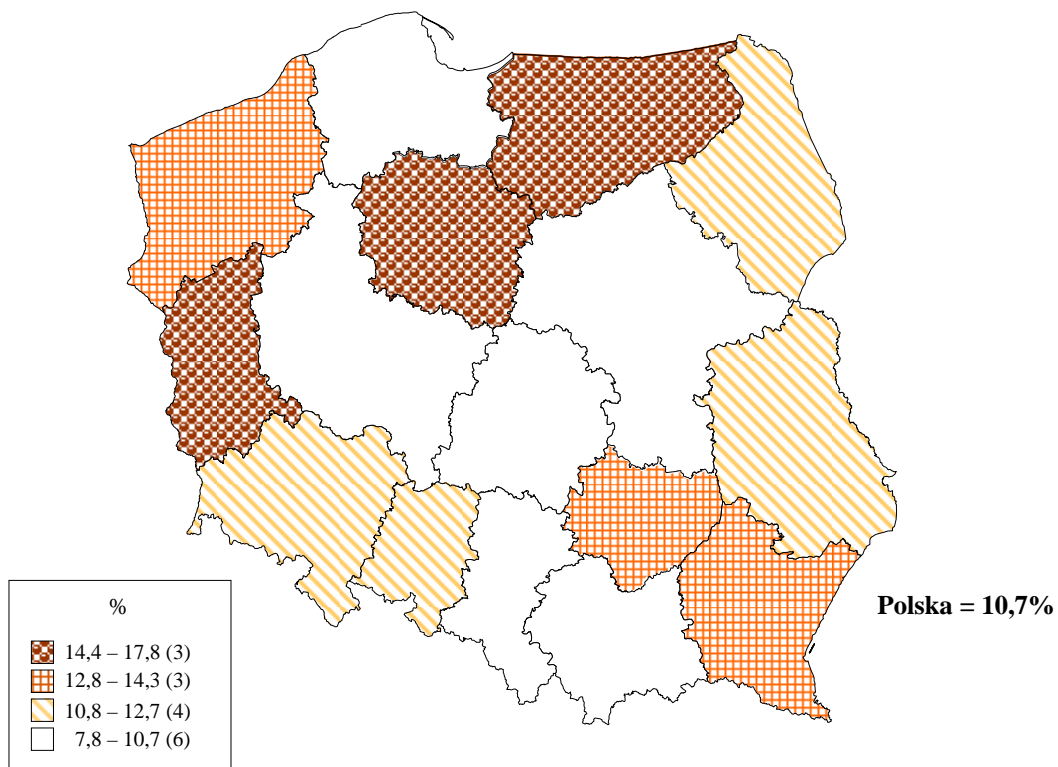 Polska = 10,7%
%
14,4 – 17,8 (3)
12,8 – 14,3 (3)
10,8 – 12,7 (4)
7,8 – 10,7 (6)